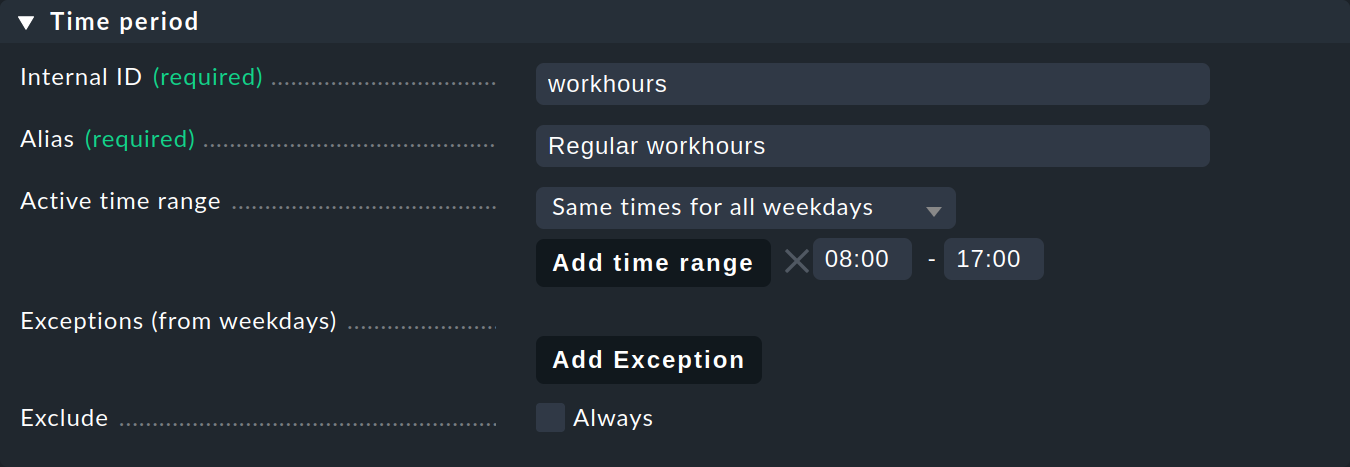 Time period
Internal ID (required) workhours
Alias (required) Regular workhours
Active time range Same times for all weekdays
Add time range 08:00 - 17:00
Exceptions (from weekdays)
Add Exception
Exclude Always